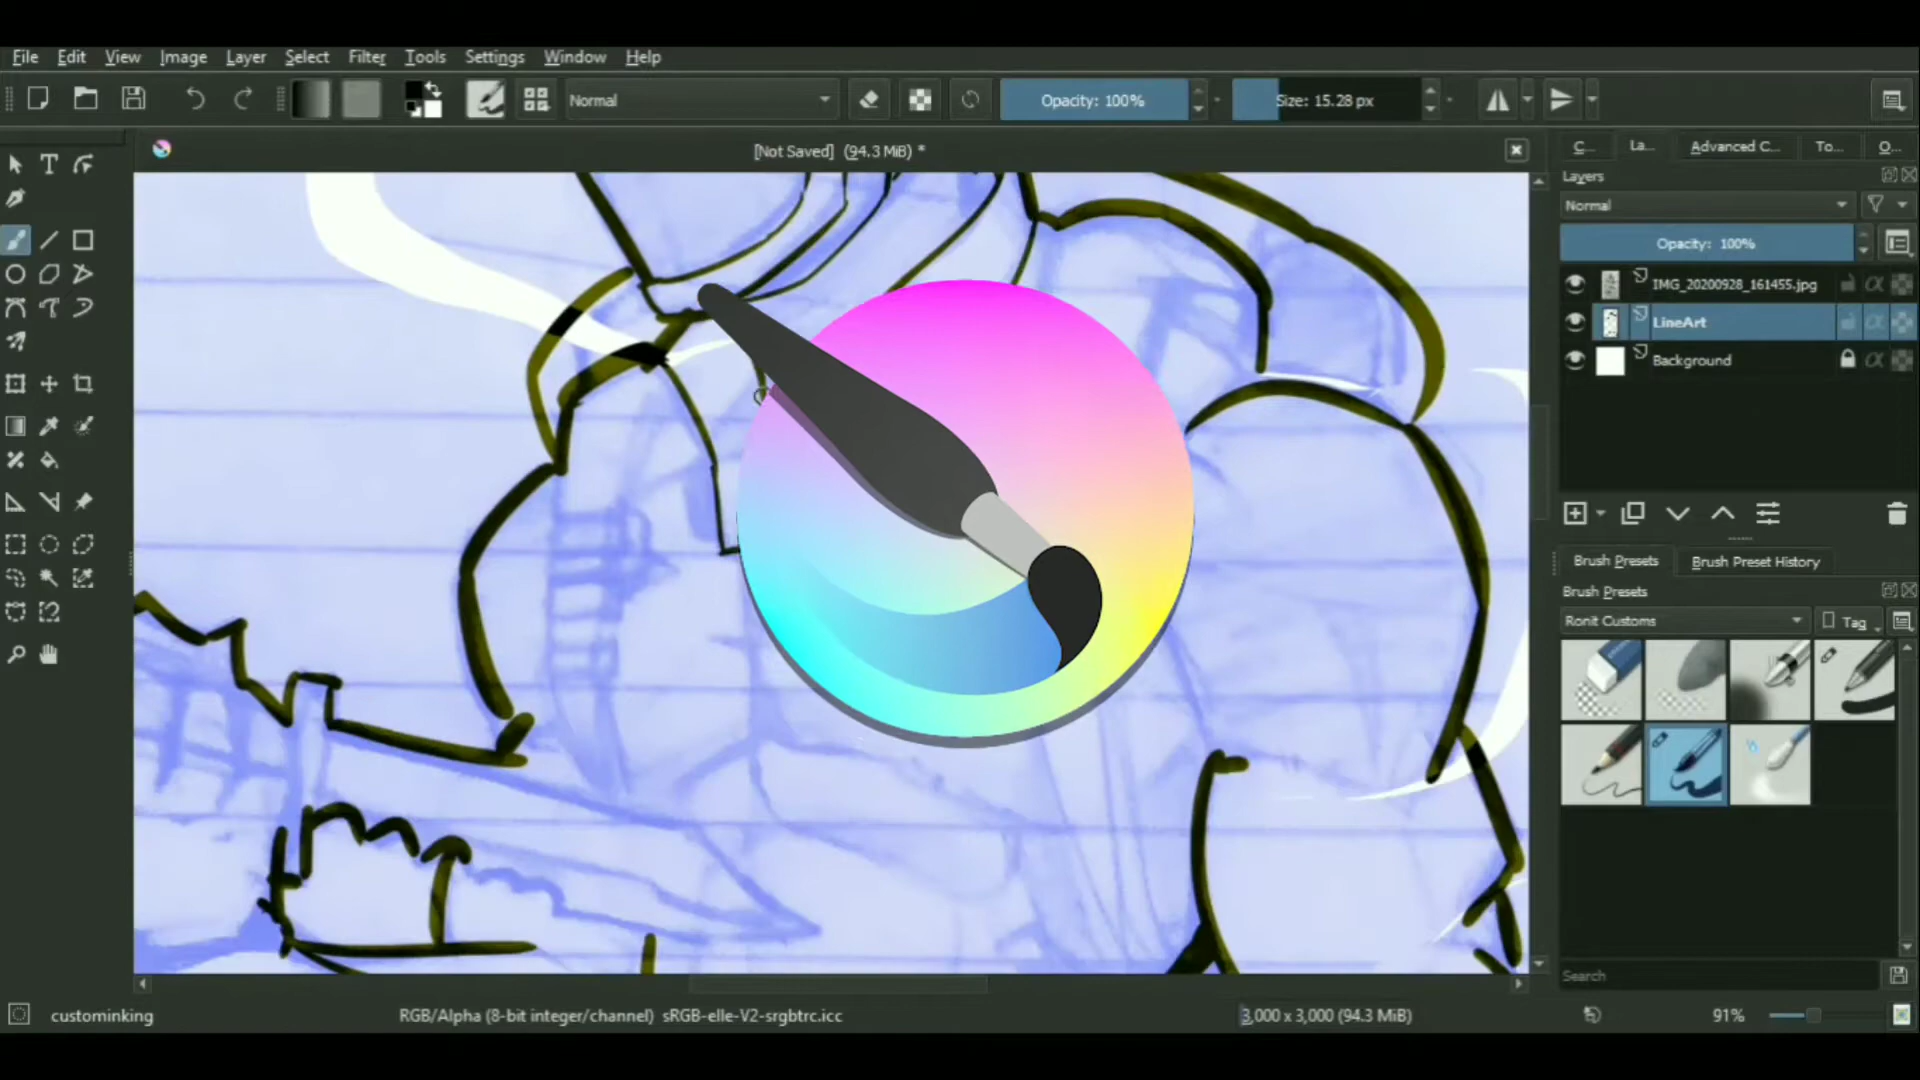 File Edit View Image Layer Select Filter Tools Settings Window Help
Normal Opacity: 100% Size: 15.28 px
[Not Saved] (94.3 MiB) *
C... La... Advanced C... To... O...
Layers
Normal
Opacity: 100%
IMG_20200928_161455.jpg
LineArt
Background
Brush Presets Brush Preset History
Brush Presets
Ronit Customs Tag
Search
customink​ing RGB/Alpha (8-bit integer/channel) sRGB-elle-V2-srgbtrc.icc 3,000 x 3,000 (94.3 MiB) 91%